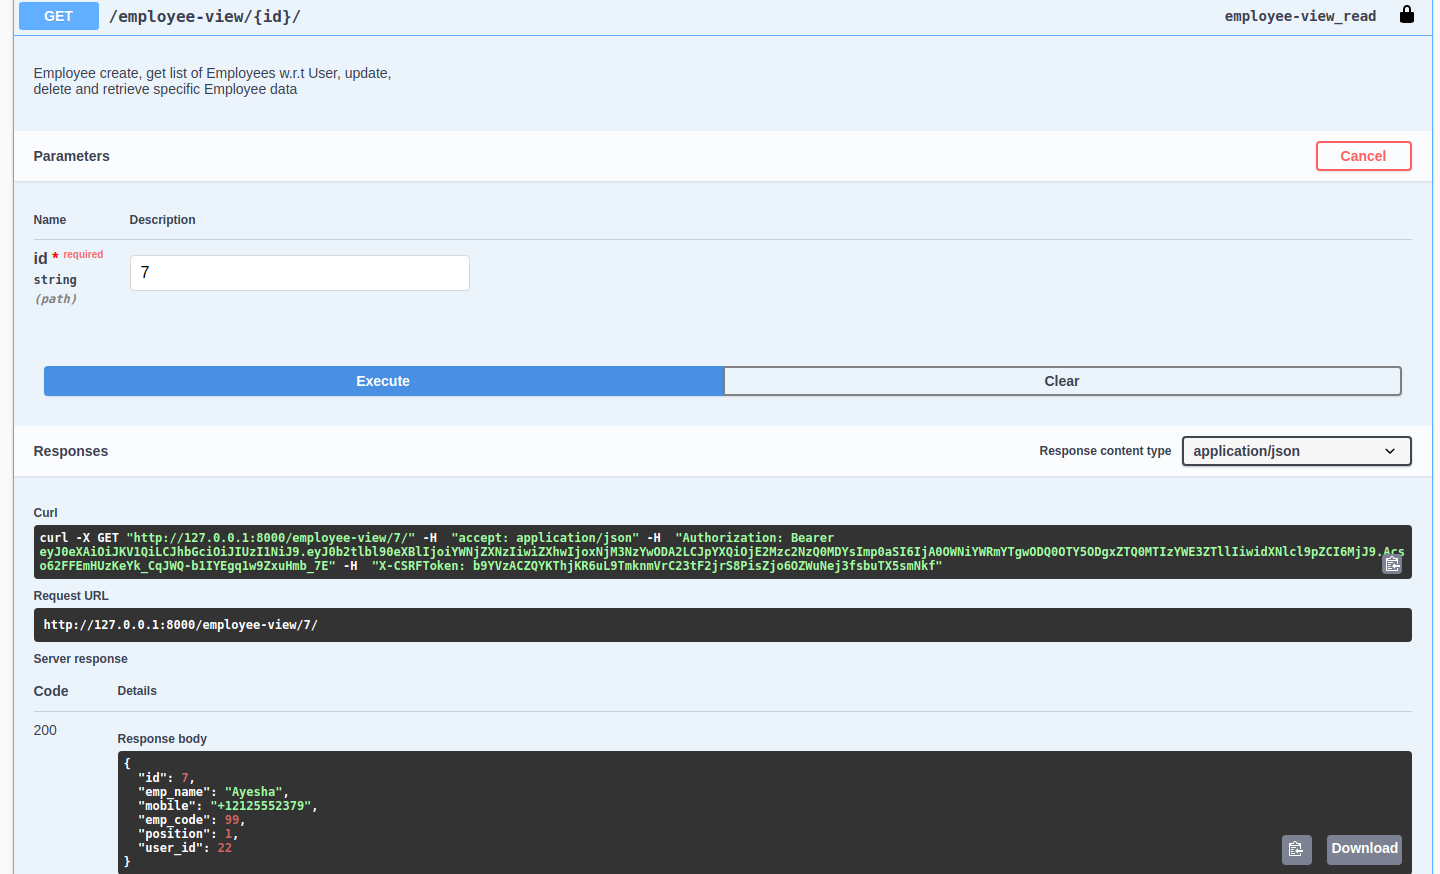 GET /employee-view/{id}/ employee-view_read
Employee create, get list of Employees w.r.t User, update,
delete and retrieve specific Employee data
Parameters Cancel
Name Description
id * required
string
(path)
7
Execute Clear
Responses Response content type application/json
Curl
curl -X GET "http://127.0.0.1:8000/employee-view/7/" -H  "accept: application/json" -H  "Authorization: Bearer
eyJ0eXAiOiJKV1QiLCJhbGciOiJIUzI1NiJ9.eyJ0b2tlbl90eXBlIjoiYWNjZXNzIiwiZXhwIjoxNjM3NzYwODA2LCJpYXQiOjE2Mzc2NzQ0MDYsImp0aSI6IjA0OWNiYWRmYTgwODQ0OTY5ODgxZTQ0MTIzYWE3ZTllIiwidXNlcl9pZCI6MjJ9.Acs
o62FFEmHUzKeYk_CqJWQ-b1IYEgq1w9ZxuHmb_7E" -H  "X-CSRFToken: b9YVzACZQYKThjKR6uL9TmknmVrC23tF2jrS8PisZjo6OZWuNej3fsbuTX5smNkf"
Request URL
http://127.0.0.1:8000/employee-view/7/
Server response
Code Details
200
Response body
{
"id": 7,
"emp_name": "Ayesha",
"mobile": "+12125552379",
"emp_code": 99,
"position": 1,
"user_id": 22
}
Download